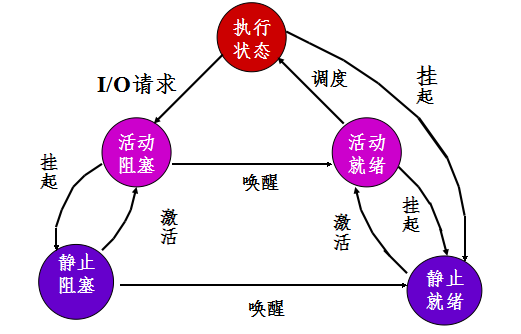 执行
状态
I/O请求
调度
挂
起
活动
阻塞
活动
就绪
挂
起
唤醒
激
活
激
活
挂
起
静止
阻塞
静止
就绪
唤醒